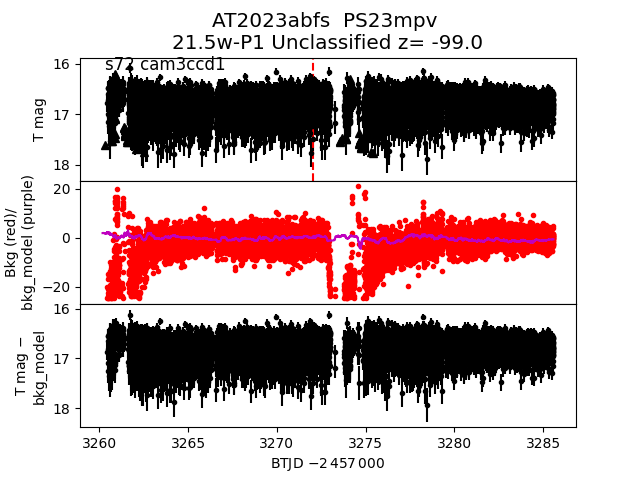 AT2023abfs  PS23mpv
21.5w-P1 Unclassified z= -99.0
s72 cam3ccd1
16
17
18
T mag
20
0
−20
Bkg (red)/
bkg_model (purple)
16
17
18
T mag −
bkg_model
3260
3265
3270
3275
3280
3285
BTJD −2 457 000